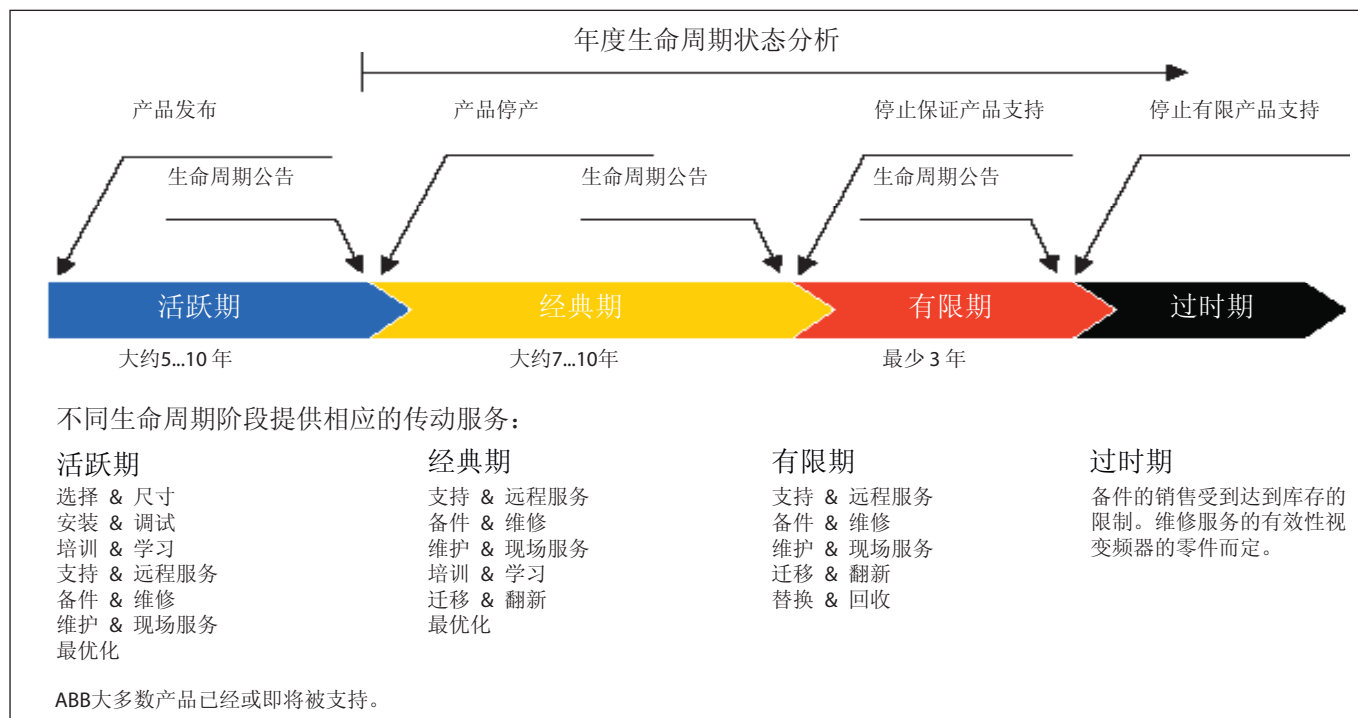 年度生命周期状态分析
产品发布
产品停产
停止保证产品支持
停止有限产品支持
生命周期公告
生命周期公告
生命周期公告
活跃期
经典期
有限期
过时期
大约5...10 年
大约7...10年
最少 3 年
不同生命周期阶段提供相应的传动服务：
活跃期
选择 & 尺寸
安装 & 调试
培训 & 学习
支持 & 远程服务
备件 & 维修
维护 & 现场服务
最优化
经典期
支持 & 远程服务
备件 & 维修
维护 & 现场服务
培训 & 学习
迁移 & 翻新
最优化
有限期
支持 & 远程服务
备件 & 维修
维护 & 现场服务
迁移 & 翻新
替换 & 回收
过时期
备件的销售受到达到库存的
限制。维修服务的有效性视
变频器的零件而定。
ABB大多数产品已经或即将被支持。